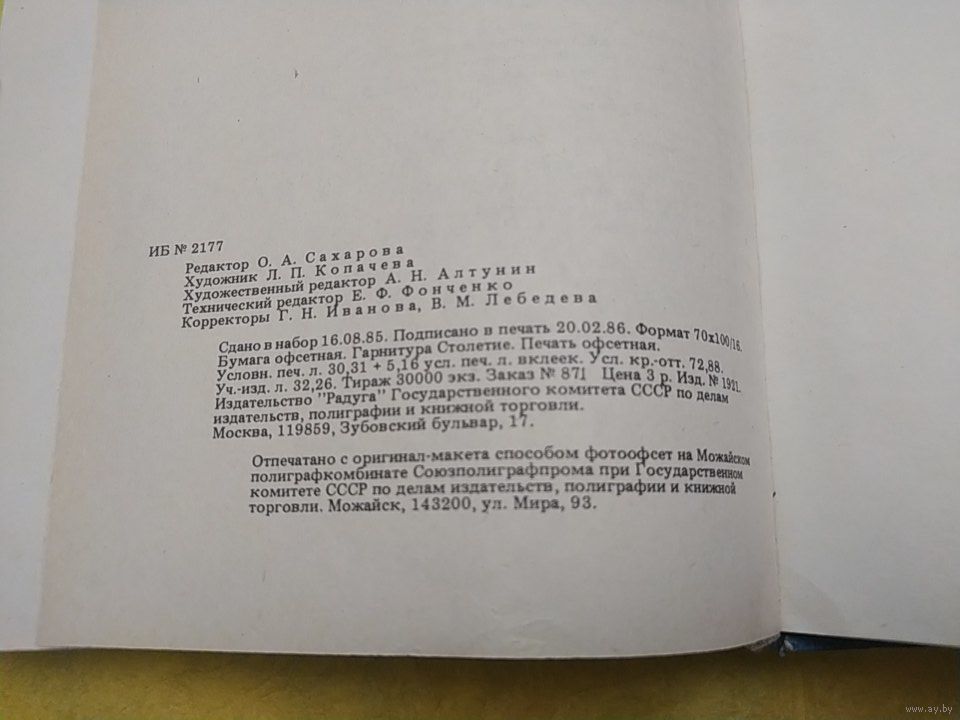 ИБ № 2177
Редактор О. А. Сахарова
Художник Л. П. Копачева
Художественный редактор А. Н. Алтунин
Технический редактор Е. Ф. Фонченко
Корректоры Г. Н. Иванова, В. М. Лебедева
Сдано в набор 16.08.85. Подписано в печать 20.02.86. Формат 70х100/16.
Бумага офсетная. Гарнитура Столетие. Печать офсетная.
Условн. печ. л. 30,31 + 5,16 усл. печ. л. вклеек. Усл. кр.-отт. 72,88.
Уч.-изд. л. 32,26. Тираж 30000 экз. Заказ № 871 Цена 3 р. Изд. № 1921.
Издательство "Радуга" Государственного комитета СССР по делам
издательств, полиграфии и книжной торговли.
Москва, 119859, Зубовский бульвар, 17.
Отпечатано с оригинал-макета способом фотоофсет на Можайском
полиграфкомбинате Союзполиграфпрома при Государственном
комитете СССР по делам издательств, полиграфии и книжной
торговли. Можайск, 143200, ул. Мира, 93.
www.ay.by